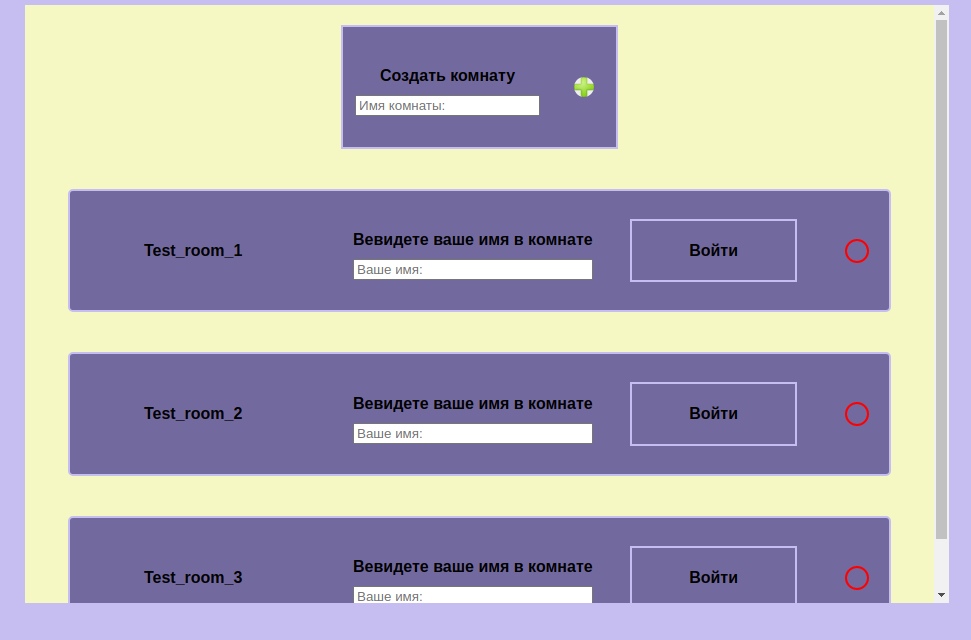 Создать комнату
Имя комнаты:
Test_room_1
Вевидете ваше имя в комнате
Ваше имя:
Войти
Test_room_2
Вевидете ваше имя в комнате
Ваше имя:
Войти
Test_room_3
Вевидете ваше имя в комнате
Ваше имя:
Войти